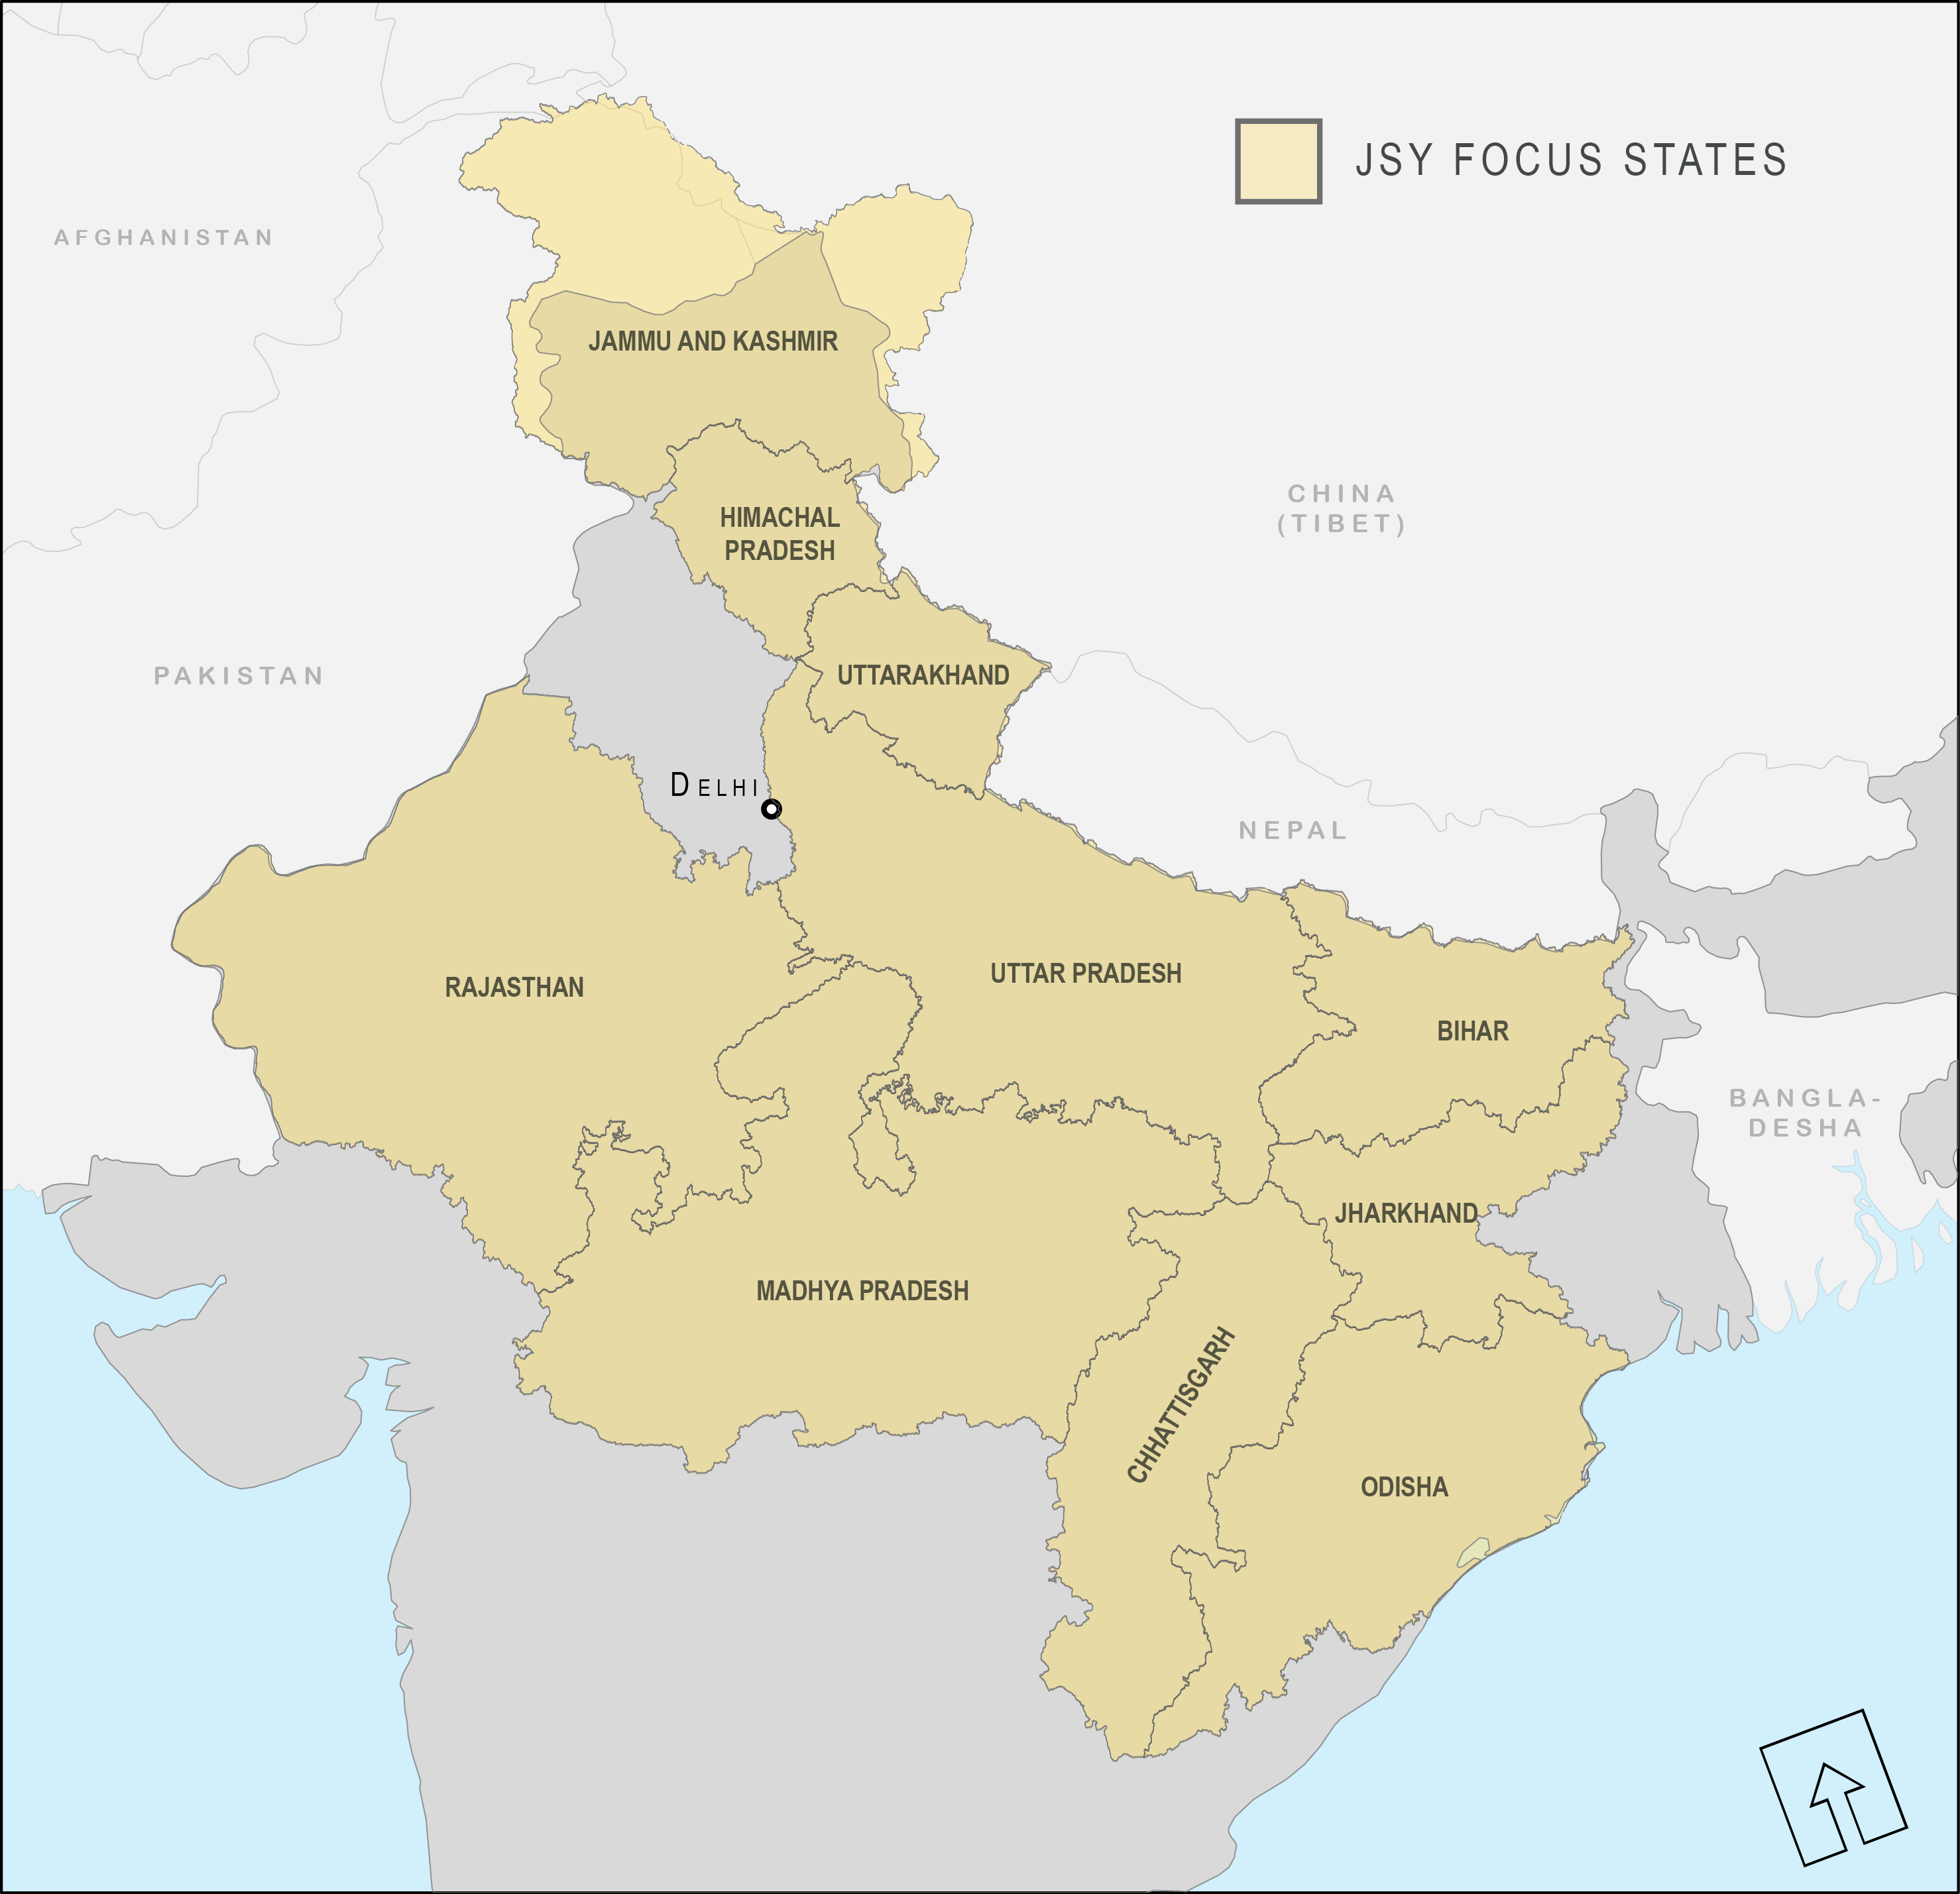 JSY FOCUS STATES
AFGHANISTAN
JAMMU AND KASHMIR
CHINA
(TIBET)
HIMACHAL
PRADESH
PAKISTAN
UTTARAKHAND
DELHI
NEPAL
RAJASTHAN
UTTAR PRADESH
BIHAR
BANGLA-
DESHA
JHARKHAND
MADHYA PRADESH
CHHATTISGARH
ODISHA